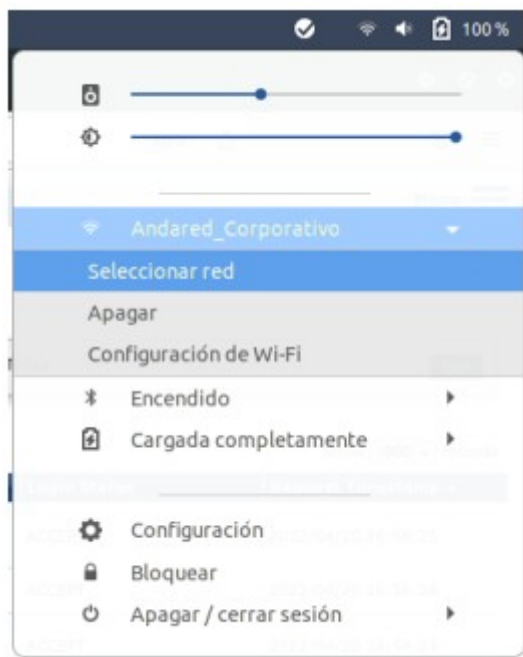 100 %
Andared_Corporativo
Seleccionar red
Apagar
Configuración de Wi-Fi
Encendido
Cargada completamente
Configuración
Bloquear
Apagar / cerrar sesión